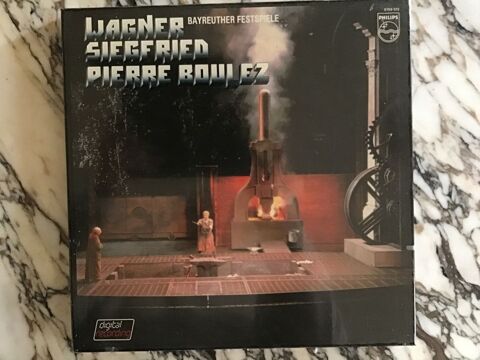 WAGNER
BAYREUTHER FESTSPIELE
SIEGFRIED
PIERRE BOULEZ
PHILIPS
digital
recording